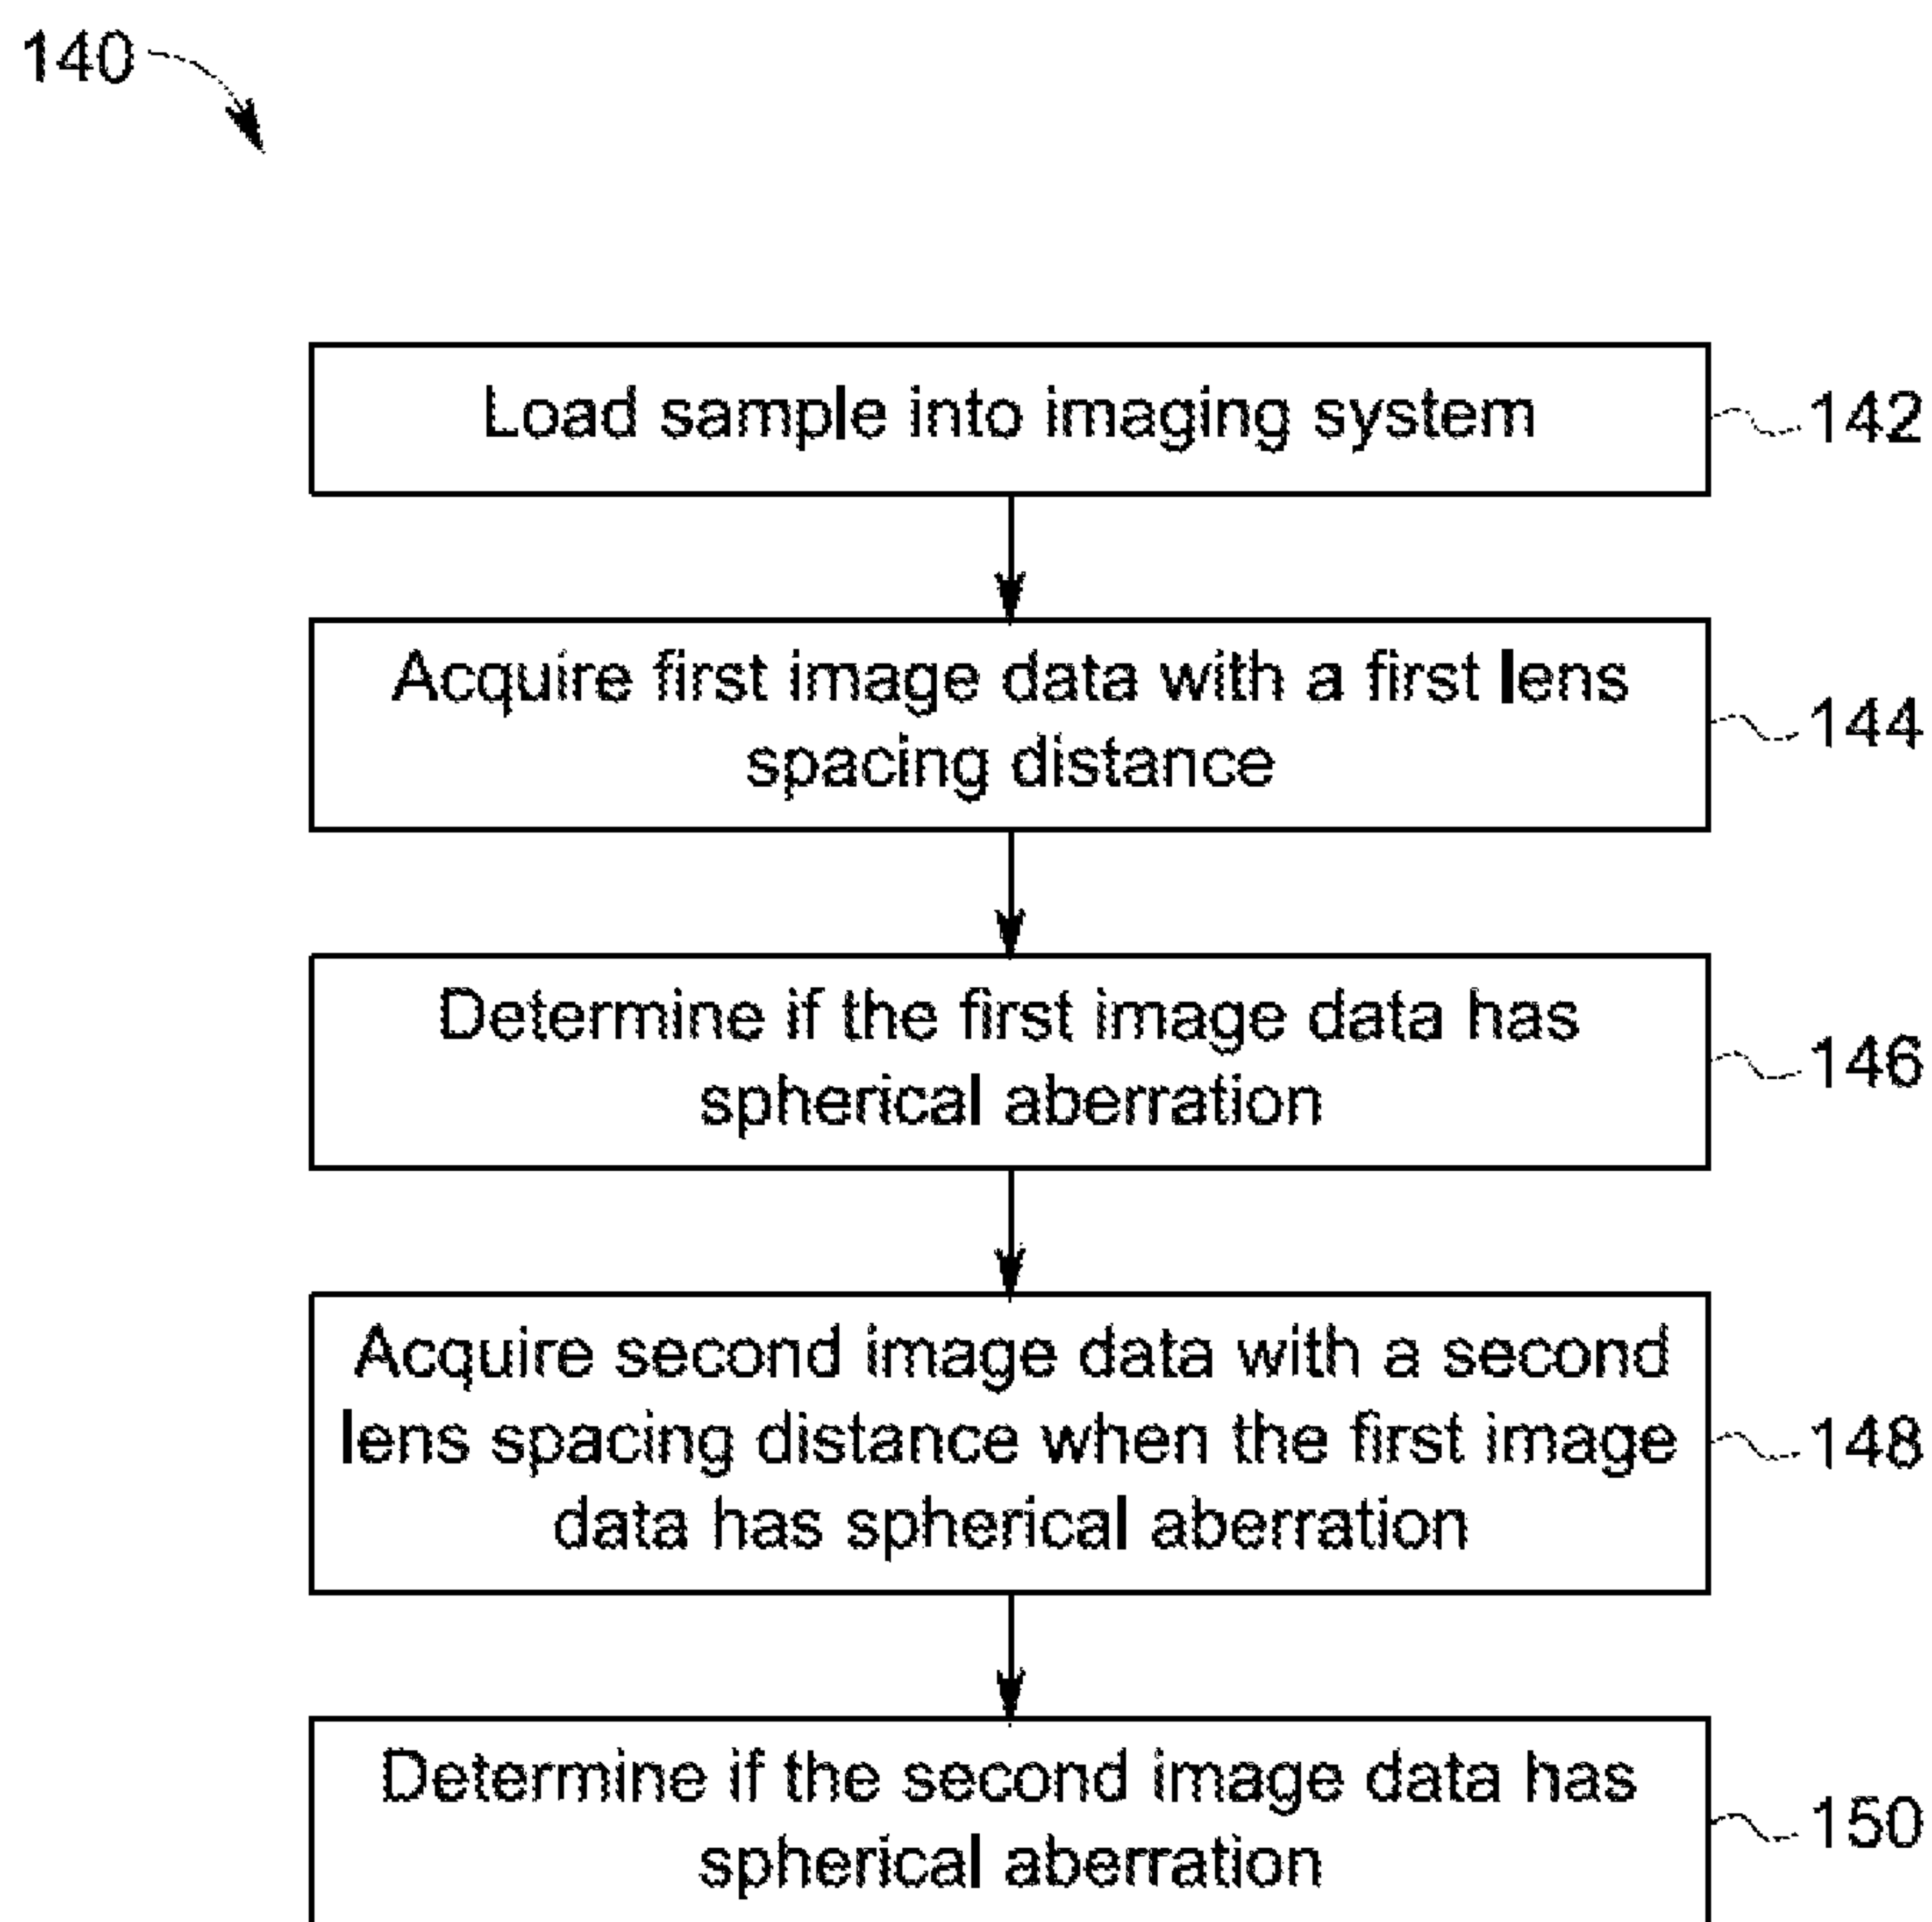 140
Load sample into imaging system
142
Acquire first image data with a first lens
spacing distance
144
Determine if the first image data has
spherical aberration
146
Acquire second image data with a second
lens spacing distance when the first image
data has spherical aberration
148
Determine if the second image data has
spherical aberration
150